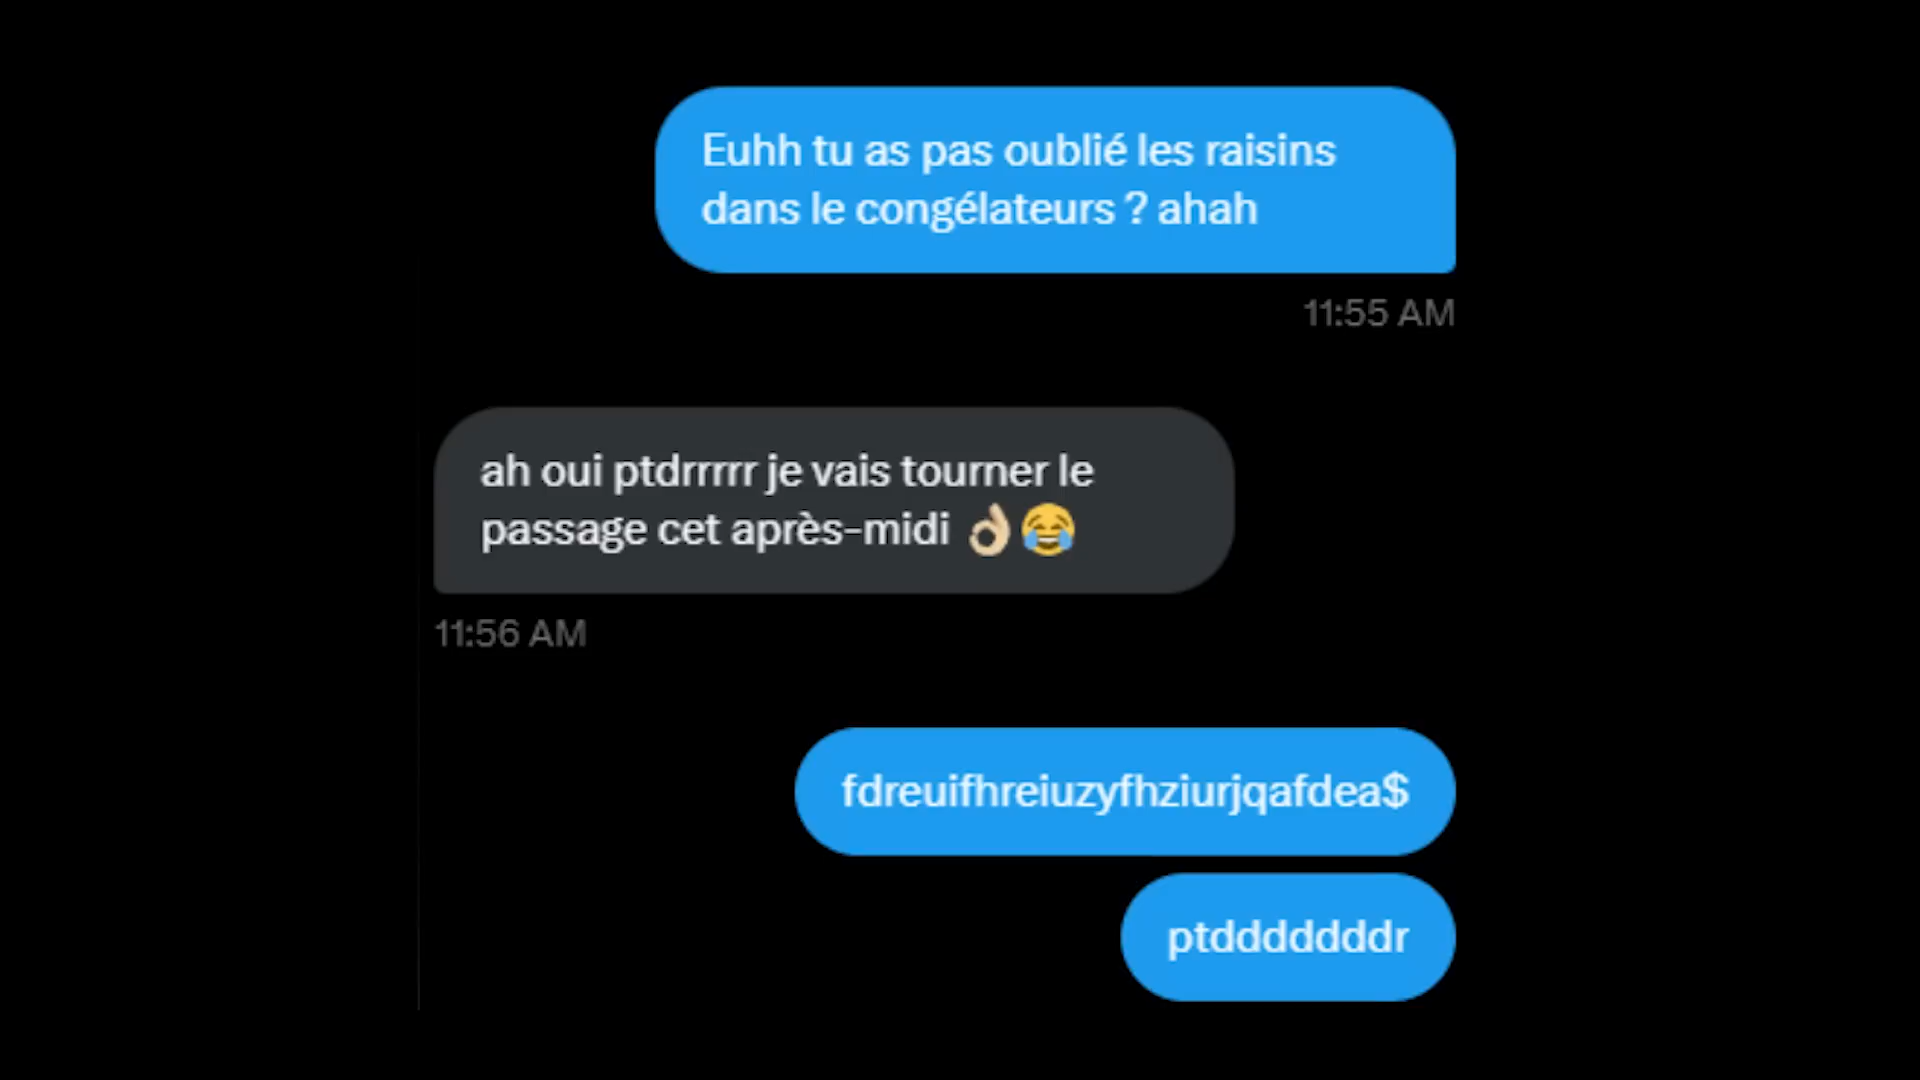 Euhh tu as pas oublié les raisins
dans le congélateurs ? ahah
11:55 AM
ah oui ptdrrrrr je vais tourner le
passage cet après-midi 👌🏼😂
11:56 AM
fdreuifhreiuzyfhziurjqafdea$
ptddddddddr